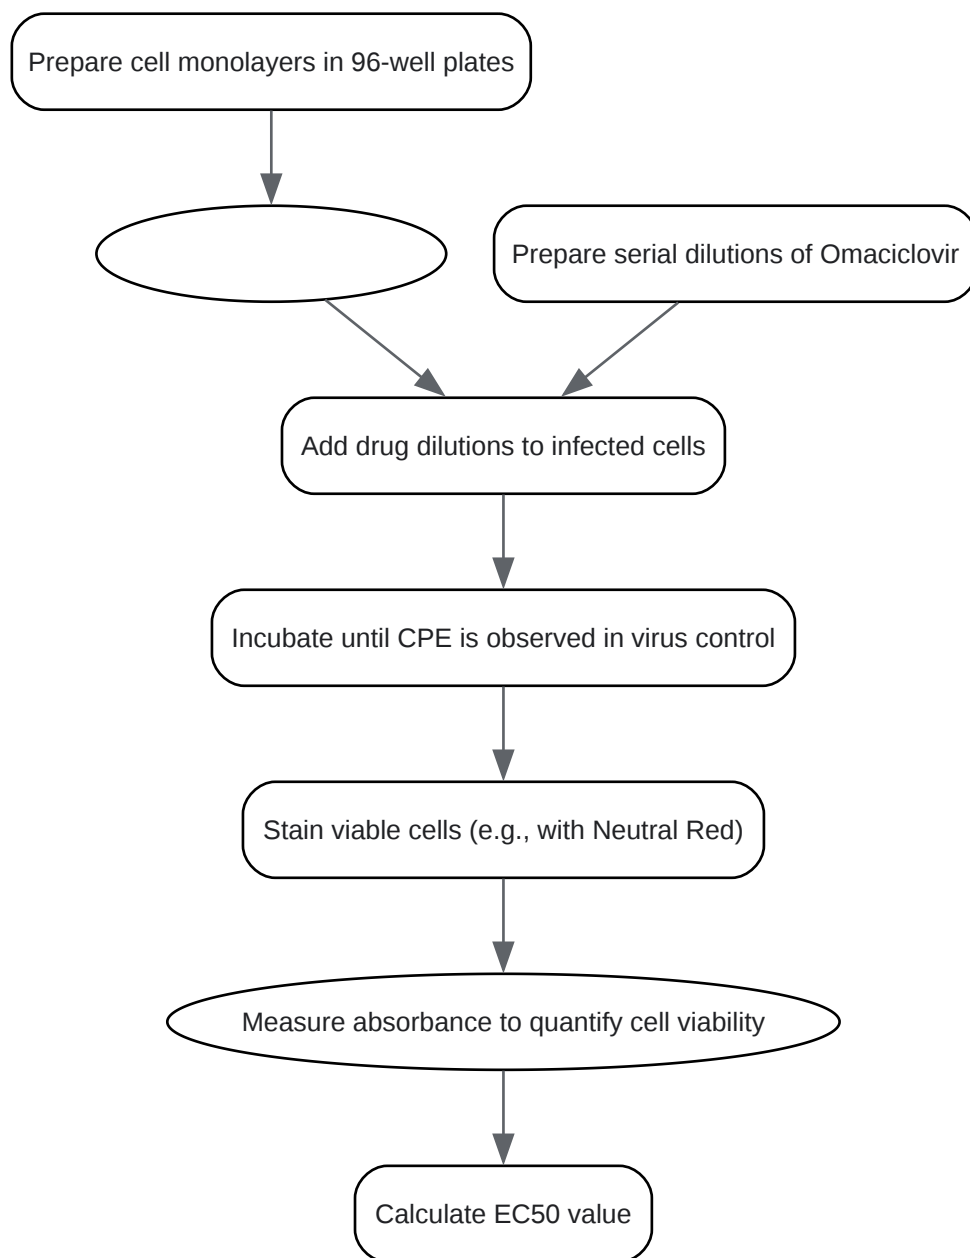 Prepare cell monolayers in 96-well plates
Prepare serial dilutions of Omaciclovir
Add drug dilutions to infected cells
Incubate until CPE is observed in virus control
Stain viable cells (e.g., with Neutral Red)
Measure absorbance to quantify cell viability
Calculate EC50 value